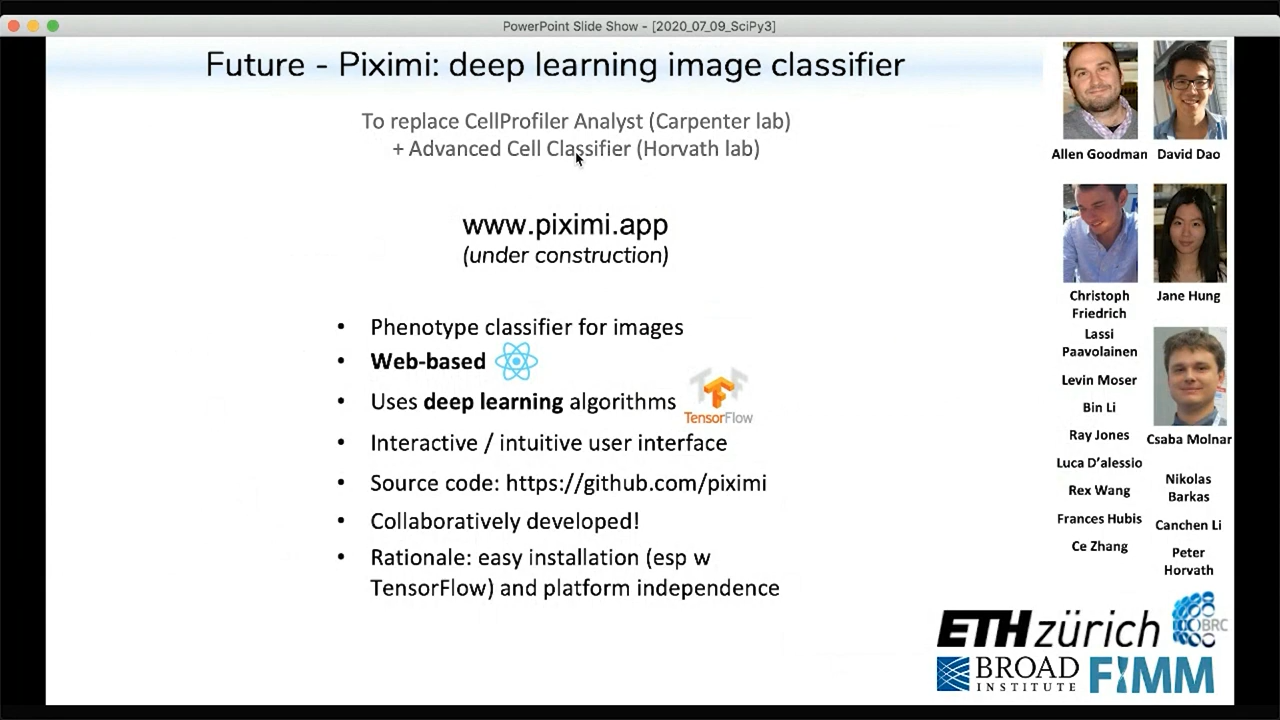 PowerPoint Slide Show - [2020_07_09_SciPy3]
Future - Piximi: deep learning image classifier
To replace CellProfiler Analyst (Carpenter lab)
+ Advanced Cell Classifier (Horvath lab)
www.piximi.app
(under construction)
• Phenotype classifier for images
• Web-based
• Uses deep learning algorithms
TensorFlow
• Interactive / intuitive user interface
• Source code: https://github.com/piximi
• Collaboratively developed!
• Rationale: easy installation (esp w
TensorFlow) and platform independence
Allen Goodman
David Dao
Christoph
Friedrich
Jane Hung
Lassi
Paavolainen
Levin Moser
Bin Li
Ray Jones
Luca D’alessio
Rex Wang
Frances Hubis
Ce Zhang
Csaba Molnar
Nikolas
Barkas
Canchen Li
Peter
Horvath
ETH zürich
BRC
BROAD
INSTITUTE
FIMM